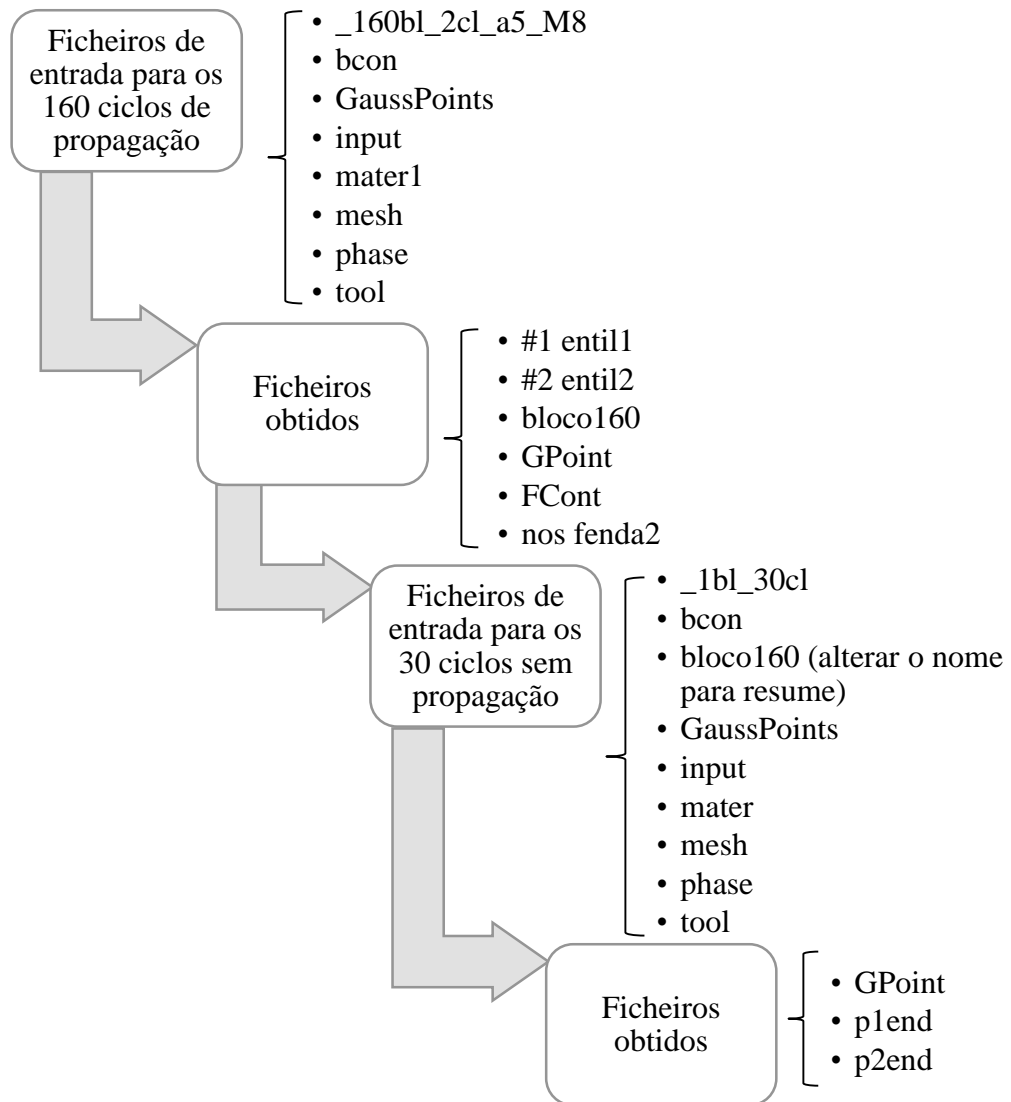 Ficheiros de
entrada para os
160 ciclos de
propagação
• _160bl_2cl_a5_M8
• bcon
• GaussPoints
• input
• mater1
• mesh
• phase
• tool
Ficheiros
obtidos
• #1 entil1
• #2 entil2
• bloco160
• GPoint
• FCont
• nos fenda2
Ficheiros de
entrada para os
30 ciclos sem
propagação
• _1bl_30cl
• bcon
• bloco160 (alterar o nome
para resume)
• GaussPoints
• input
• mater
• mesh
• phase
• tool
Ficheiros
obtidos
• GPoint
• p1end
• p2end